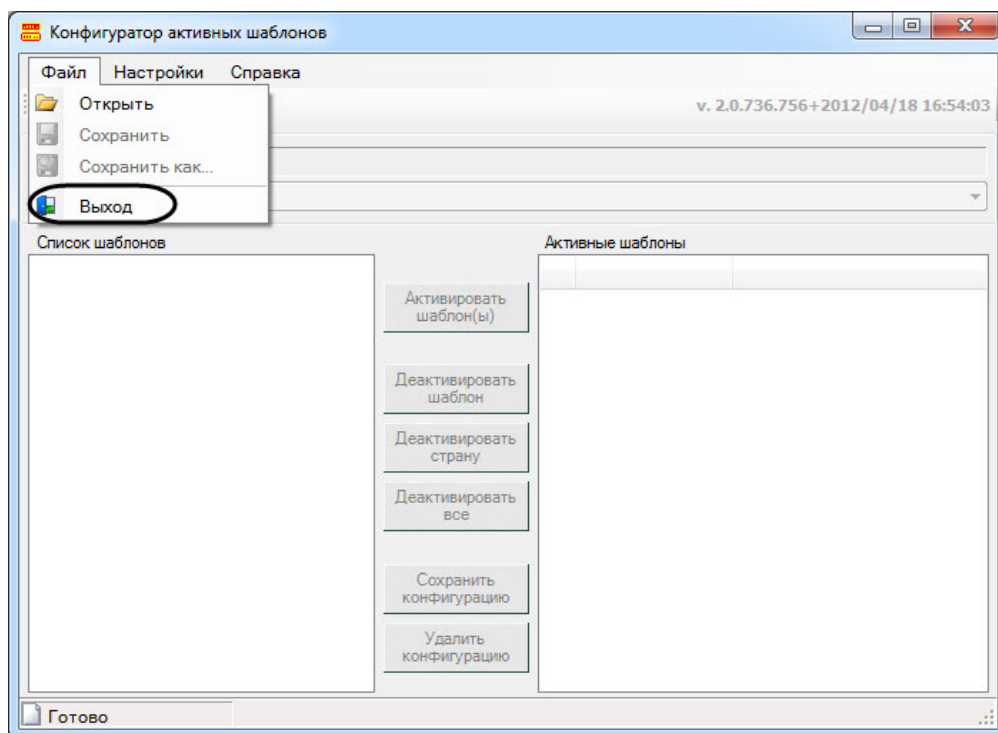 Конфигуратор активных шаблонов
Файл Настройки Справка
Открыть
v. 2.0.736.756+2012/04/18 16:54:03
Сохранить
Сохранить как...
Выход
Список шаблонов
Активные шаблоны
Активировать
шаблон(ы)
Деактивировать
шаблон
Деактивировать
страну
Деактивировать
все
Сохранить
конфигурацию
Удалить
конфигурацию
Готово